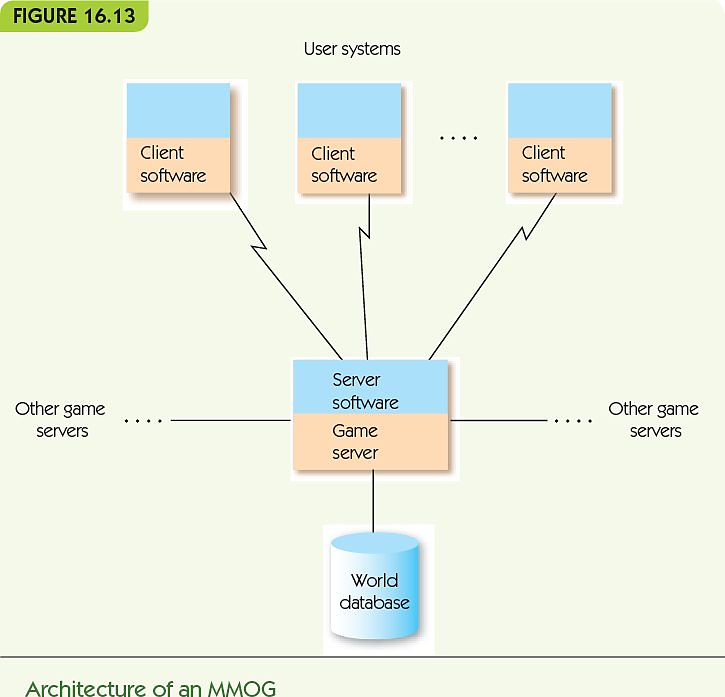 FIGURE 16.13
User systems
Client
software
Client
software
. . . .
Client
software
Server
software
Game
server
Other game
servers
. . . .
. . . .
Other game
servers
World
database
Architecture of an MMOG